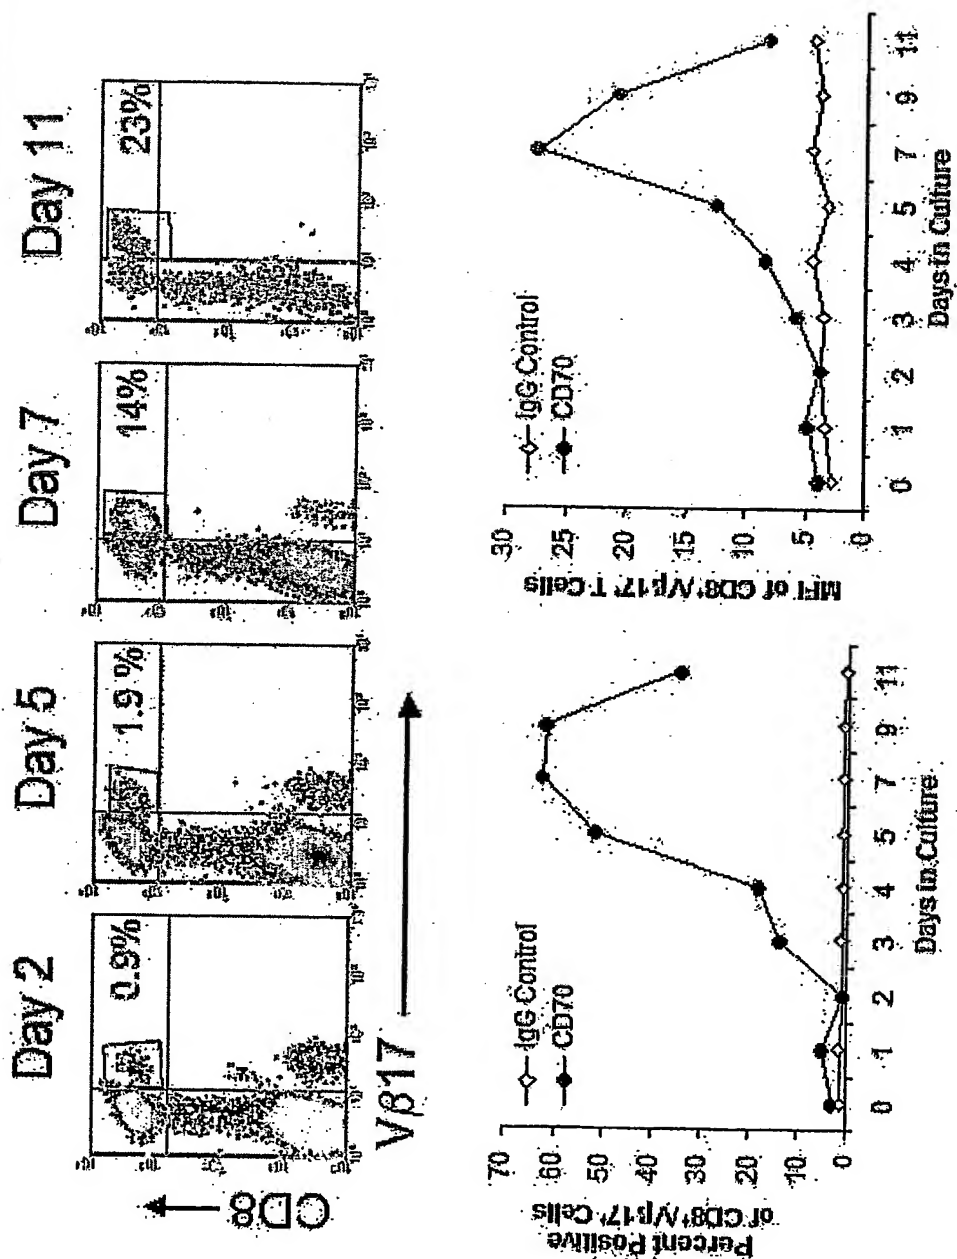 Day 2
Day 5
Day 7
Day 11
0.9%
1.9 %
14%
23%
CD8
Vβ17
Percent Positive
of CD8⁺/Vβ17⁺ Cells
70
60
50
40
30
20
10
0
IgG Control
CD70
0 1 2 3 4 5 7 9 11
Days in Culture
MFI of CD8⁺/Vβ17⁺ T Cells
30
25
20
15
10
5
0
IgG Control
CD70
0 1 2 3 4 5 7 9 11
Days in Culture